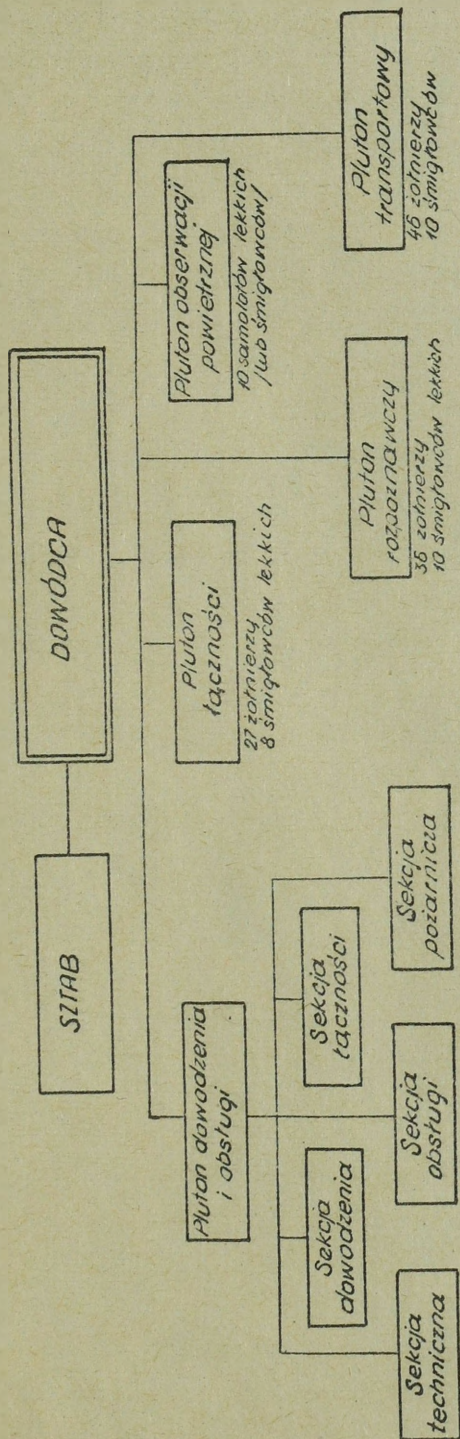 DOWÓDCA
SZTAB
Pluton dowodzenia
i obsługi
Pluton
łączności
27 żołnierzy
8 śmigłowców lekkich
Pluton obserwacji
powietrznej
10 samolotów lekkich
/lub śmigłowców/
Pluton
rozpoznawczy
35 żołnierzy
10 śmigłowców lekkich
Pluton
transportowy
46 żołnierzy
10 śmigłowców
Sekcja
techniczna
Sekcja
dowodzenia
Sekcja
obsługi
Sekcja
łączności
Sekcja
pożarnicza